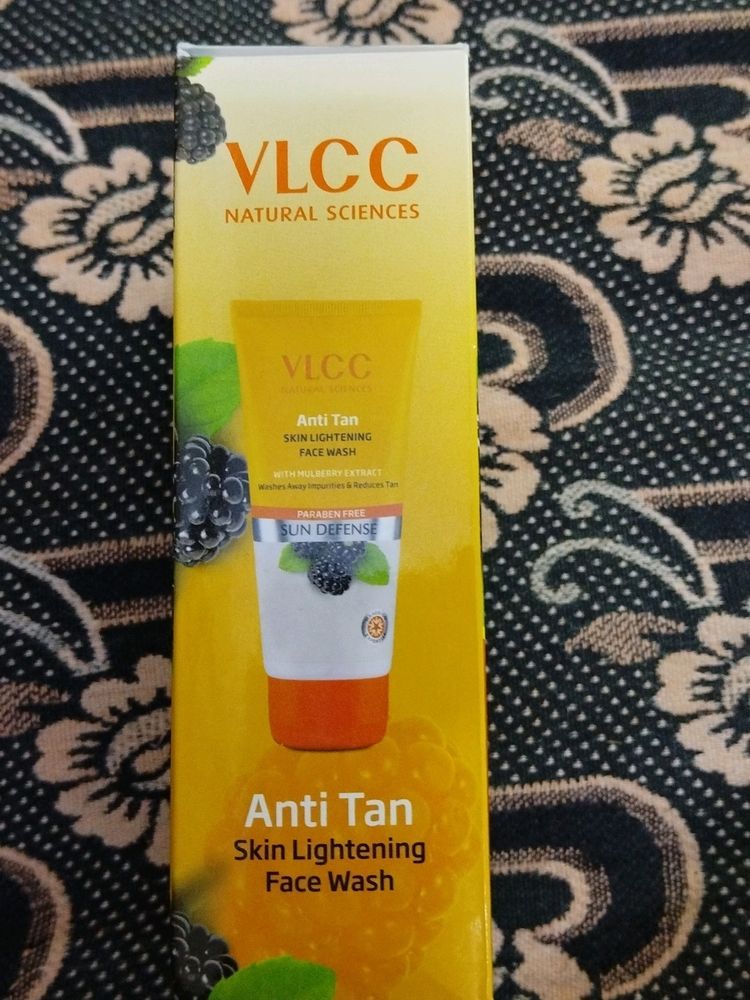 VLCC
NATURAL SCIENCES
VLCC
NATURAL SCIENCES
Anti Tan
SKIN LIGHTENING
FACE WASH
WITH MULBERRY EXTRACT
Washes Away Impurities & Reduces Tan
PARABEN FREE
SUN DEFENSE
Anti Tan
Skin Lightening
Face Wash